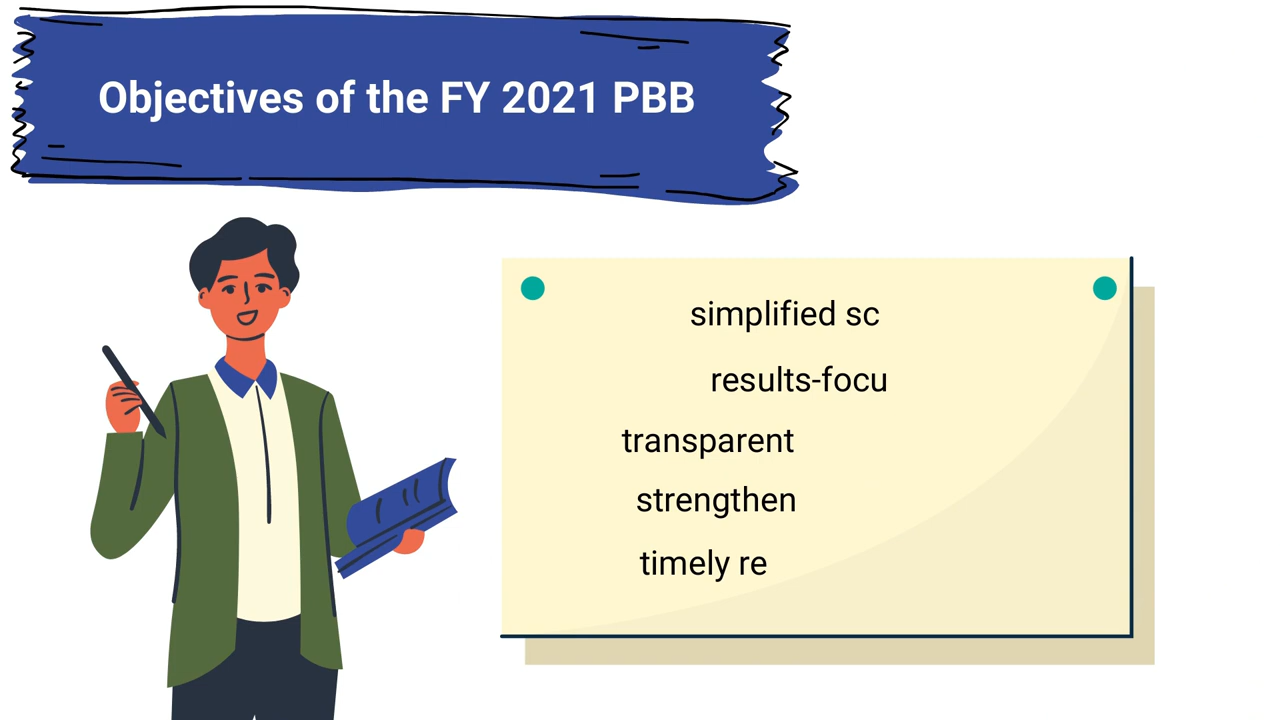 Objectives of the FY 2021 PBB
simplified sc
results-focu
transparent
strengthen
timely re